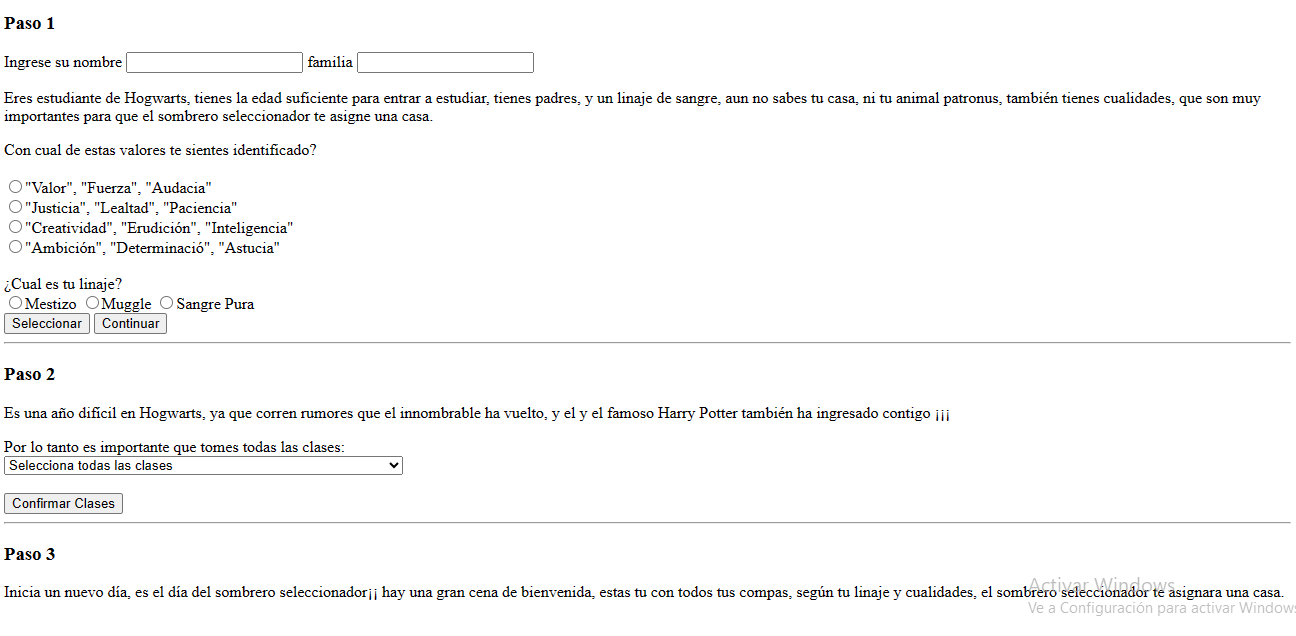 Paso 1
Ingrese su nombre familia
Eres estudiante de Hogwarts, tienes la edad suficiente para entrar a estudiar, tienes padres, y un linaje de sangre, aun no sabes tu casa, ni tu animal patronus, también tienes cualidades, que son muy
importantes para que el sombrero seleccionador te asigne una casa.
Con cual de estas valores te sientes identificado?
"Valor", "Fuerza", "Audacia"
"Justicia", "Lealtad", "Paciencia"
"Creatividad", "Erudición", "Inteligencia"
"Ambición", "Determinació", "Astucia"
¿Cual es tu linaje?
Mestizo Muggle Sangre Pura
Seleccionar Continuar
Paso 2
Es una año difícil en Hogwarts, ya que corren rumores que el innombrable ha vuelto, y el y el famoso Harry Potter también ha ingresado contigo ¡¡¡
Por lo tanto es importante que tomes todas las clases:
Selecciona todas las clases
Confirmar Clases
Paso 3
Inicia un nuevo día, es el día del sombrero seleccionador¡¡ hay una gran cena de bienvenida, estas tu con todos tus compas, según tu linaje y cualidades, el sombrero seleccionador te asignara una casa.
Activar Windows
Ve a Configuración para activar Windows